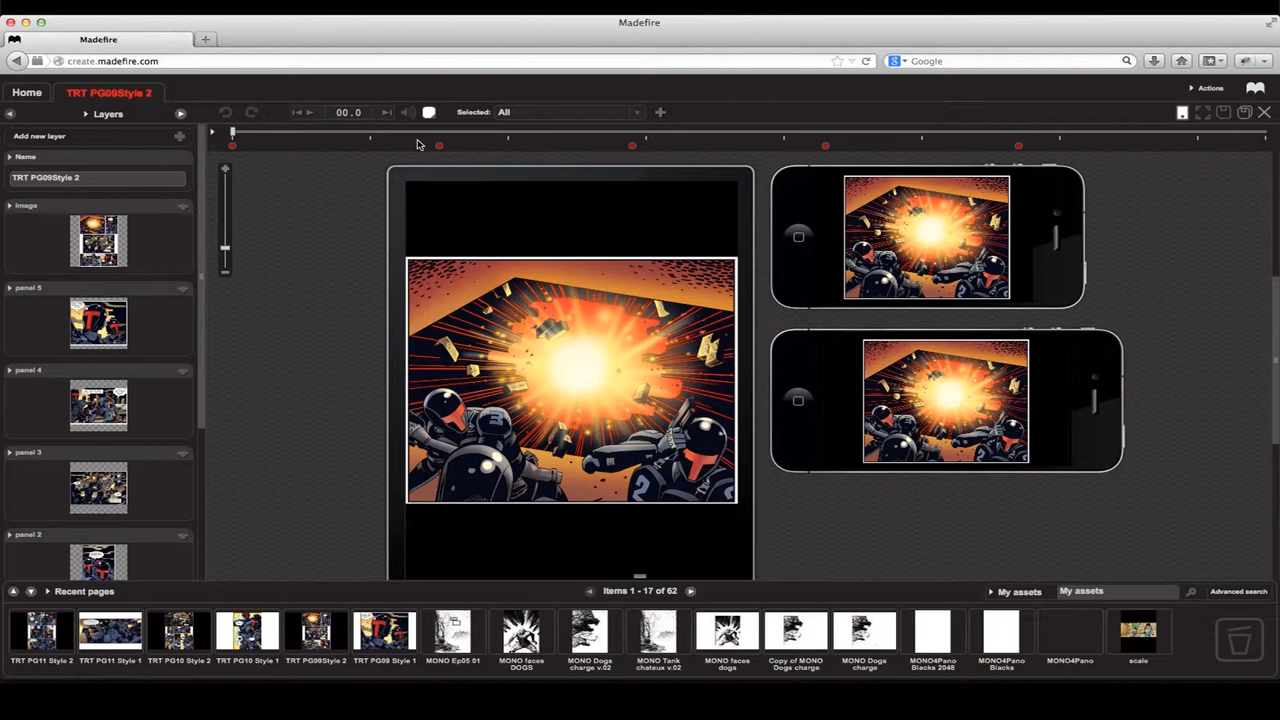 Madefire
Madefire
create.madefire.com
Google
Home
TRT PG09Style 2
Actions
Layers
00.0
Selected:
All
Add new layer
Name
TRT PG09Style 2
image
panel 5
panel 4
panel 3
panel 2
3
2
2
Recent pages
Items 1 - 17 of 62
My assets
My assets
Advanced search
TRT PG11 Style 2
TRT PG11 Style 1
TRT PG10 Style 2
TRT PG10 Style 1
TRT PG09Style 2
TRT PG09 Style 1
MONO Ep05 01
MONO faces DOGS
MONO Dogs charge v.02
MONO Tank chateux v.02
MONO faces dogs
Copy of MONO Dogs charge
MONO Dogs charge
MONO4Pano Blacks 2048
MONO4Pano Blacks
MONO4Pano
scale